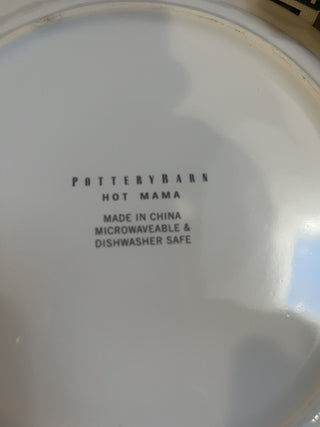 POTTERYBARN
HOT MAMA
MADE IN CHINA
MICROWAVEABLE &
DISHWASHER SAFE